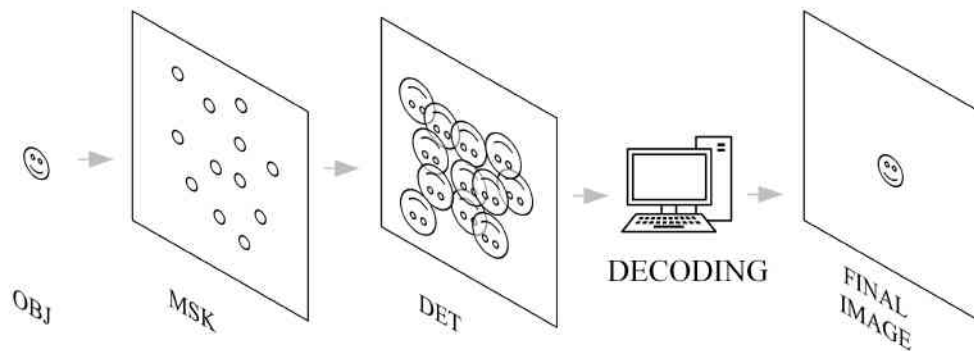 OBJ
MSK
DET
DECODING
FINAL
IMAGE